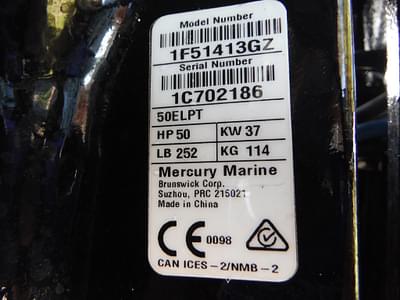 Model Number
1F51413GZ
Serial Number
1C702186
50ELPT
HP 50 KW 37
LB 252 KG 114
Mercury Marine
Brunswick Corp.
Suzhou, PRC 215021
Made in China
CE 0098
CAN ICES-2/NMB-2